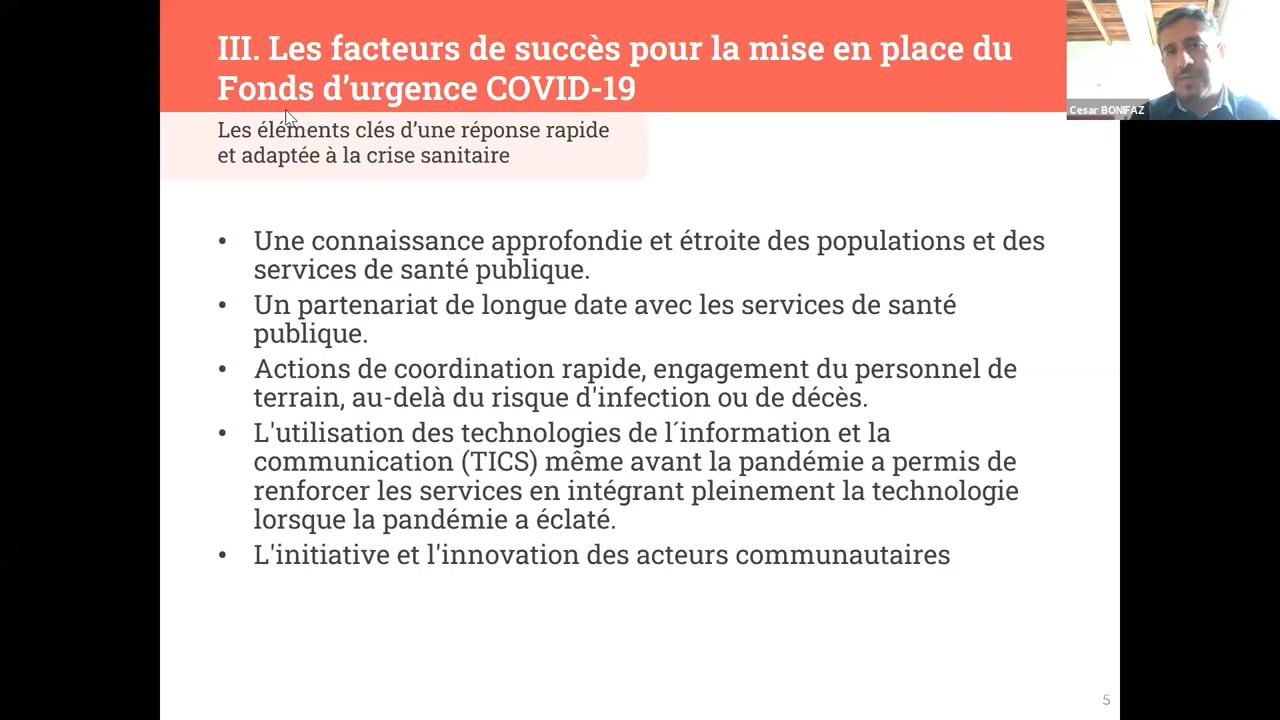 III. Les facteurs de succès pour la mise en place du
Fonds d’urgence COVID-19
Cesar BONIFAZ
Les éléments clés d’une réponse rapide
et adaptée à la crise sanitaire
• Une connaissance approfondie et étroite des populations et des
services de santé publique.
• Un partenariat de longue date avec les services de santé
publique.
• Actions de coordination rapide, engagement du personnel de
terrain, au-delà du risque d'infection ou de décès.
• L'utilisation des technologies de l´information et la
communication (TICS) même avant la pandémie a permis de
renforcer les services en intégrant pleinement la technologie
lorsque la pandémie a éclaté.
• L'initiative et l'innovation des acteurs communautaires
5